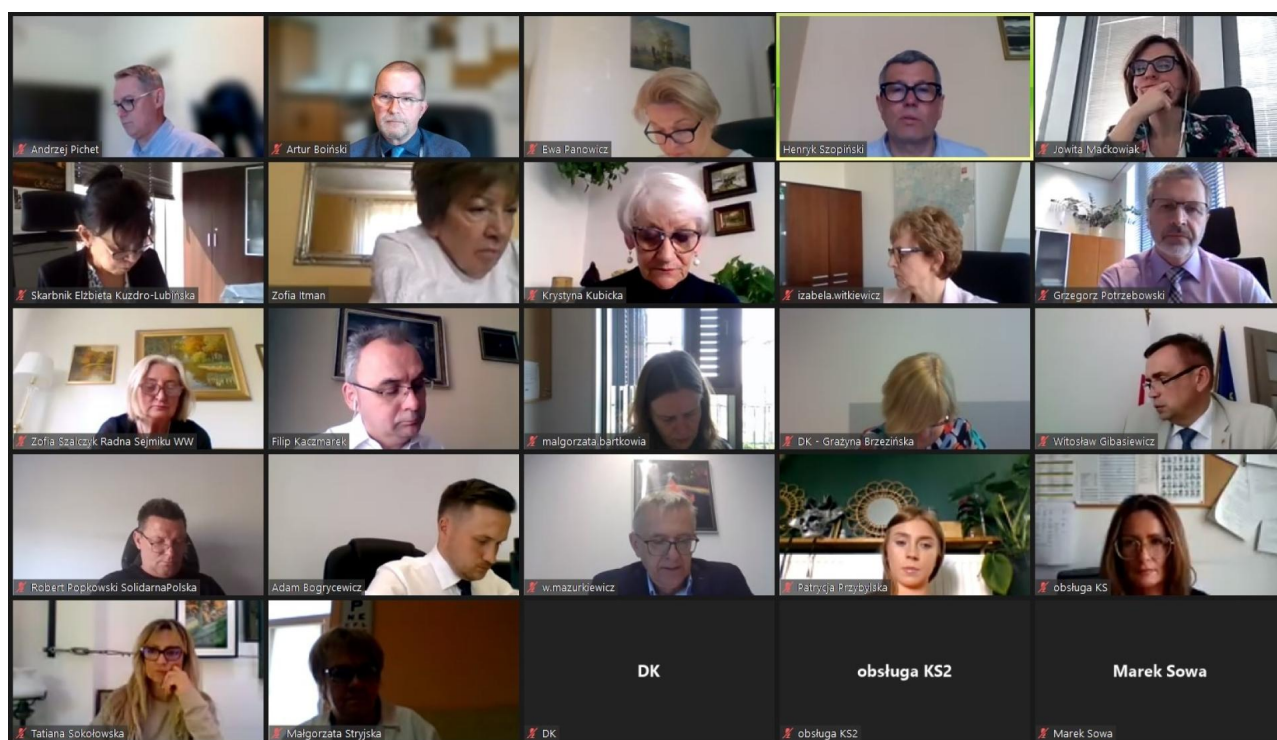 Andrzej Pichet
Artur Boiński
Ewa Panowicz
Henryk Szopiński
Jowita Maćkowiak
Skarbnik Elżbieta Kuzdro-Lubińska
Zofia Itman
Krystyna Kubicka
izabela.witkiewicz
Grzegorz Potrzebowski
Zofia Szalczyk Radna Sejmiku WW
Filip Kaczmarek
malgorzata.bartkowia
DK - Grażyna Brzezińska
Witosław Gibasiewicz
Robert Popkowski SolidarnaPolska
Adam Bogrycewicz
w.mazurkiewicz
Patrycja Przybylska
obsługa KS
Tatiana Sokołowska
Małgorzata Stryjska
DK
DK
obsługa KS2
obsługa KS2
Marek Sowa
Marek Sowa